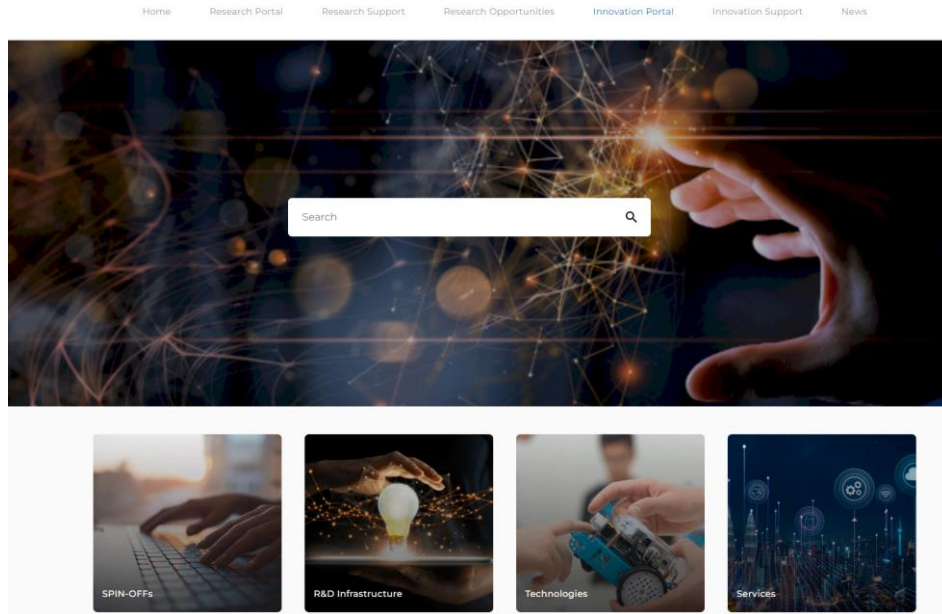 Home Research Portal Research Support Research Opportunities Innovation Portal Innovation Support News
Search
SPIN-OFFs R&D Infrastructure Technologies Services